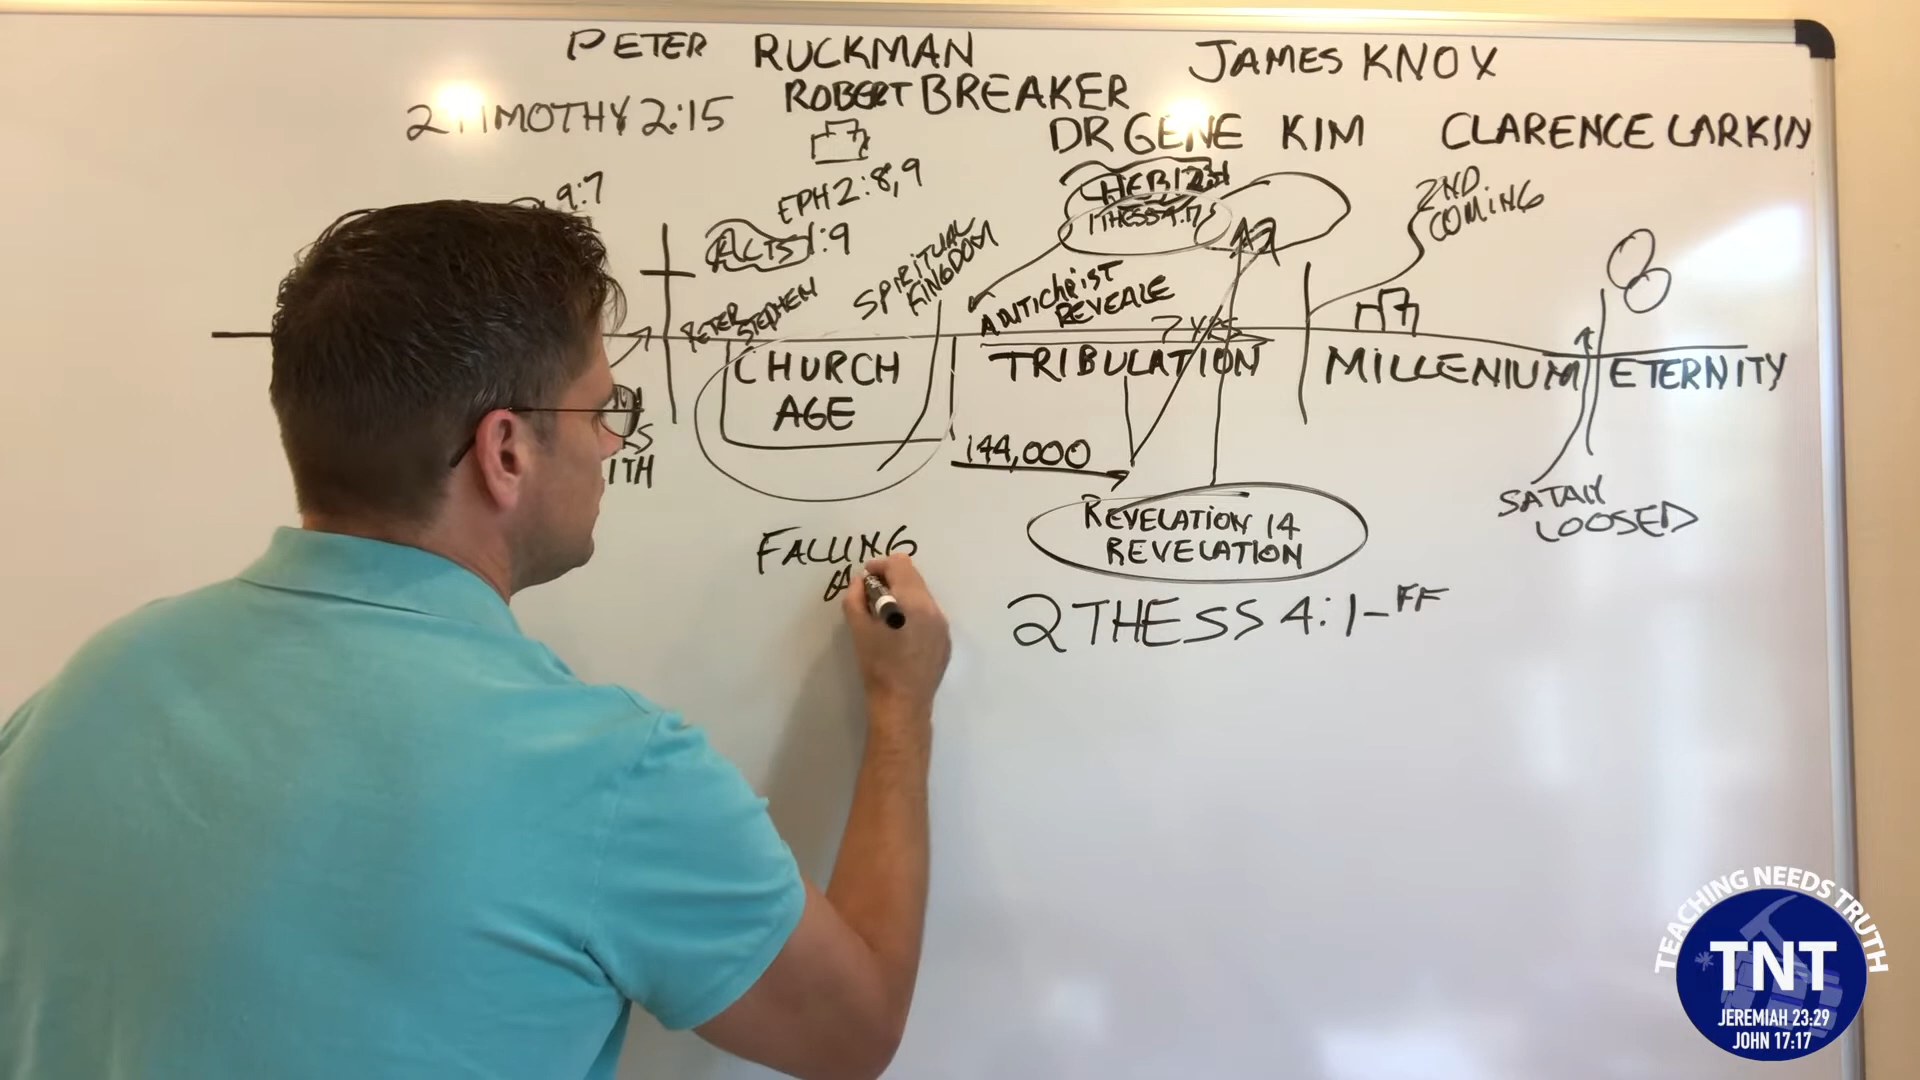 PETER RUCKMAN
JAMES KNOX
ROBERT BREAKER
2 TIMOTHY 2:15
DR GENE KIM
CLARENCE LARKIN
9:7
EPH 2:8,9
ACTS 1:9
HEB 12:
1 THESS 4:17
2ND
COMING
SPIRITUAL
KINGDOM
PETER
STEPHEN
ANTICHRIST
REVEALE
7 YRS
CHURCH
AGE
TRIBULATION
MILLENIUM
ETERNITY
144,000
ITH
REVELATION 14
REVELATION
SATAN
LOOSED
FALLING
2 THESS 4:1-FF
TEACHING NEEDS TRUTH
TNT
JEREMIAH 23:29
JOHN 17:17